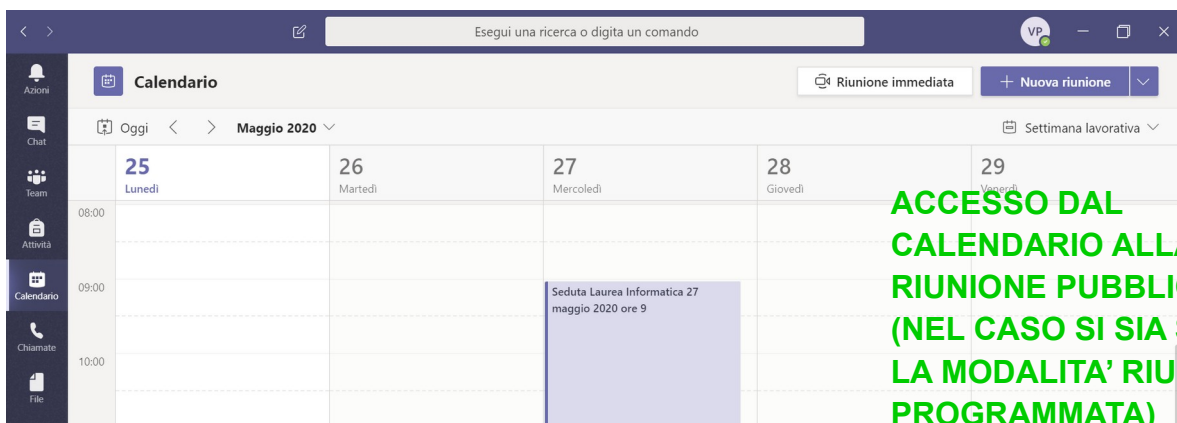 Esegui una ricerca o digita un comando
VP
Azioni
Calendario
Riunione immediata
+ Nuova riunione
Chat
Oggi
Maggio 2020
Settimana lavorativa
Team
25
26
27
28
29
Lunedì
Martedì
Mercoledì
Giovedì
Venerdì
Attività
08:00
Calendario
09:00
Seduta Laurea Informatica 27
maggio 2020 ore 9
Chiamate
10:00
File
ACCESSO DAL
CALENDARIO ALLA
RIUNIONE PUBBLI
(NEL CASO SI SIA
LA MODALITA’ RIU
PROGRAMMATA)